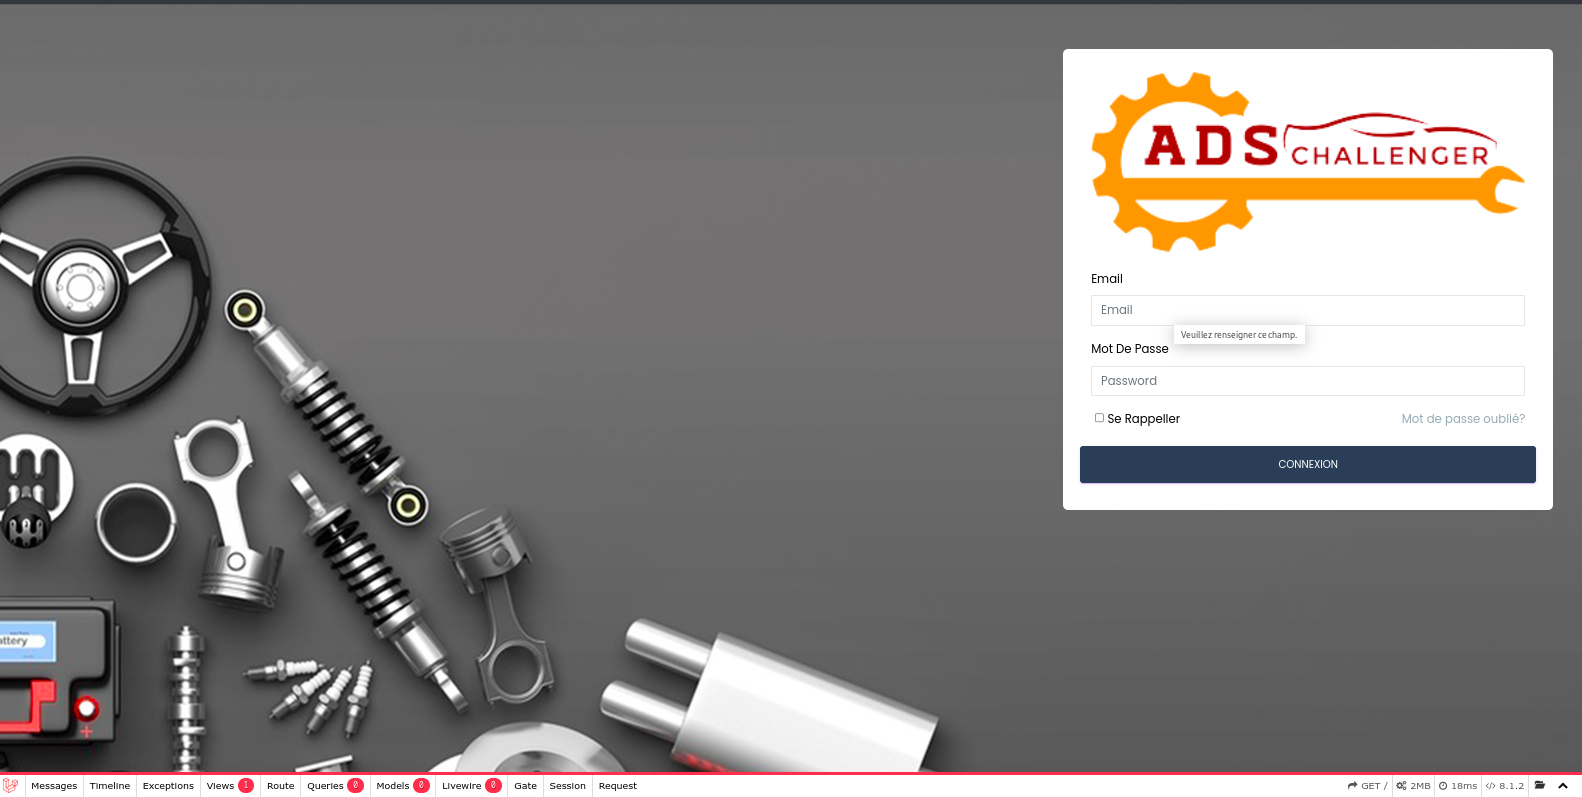 ADS
CHALLENGER
Email
Email
Veuillez renseigner ce champ.
Mot De Passe
Password
Se Rappeller
Mot de passe oublié?
CONNEXION
attery
Messages Timeline Exceptions Views 1 Route Queries 0 Models 0 Livewire 0 Gate Session Request GET / 2MB 18ms 8.1.2